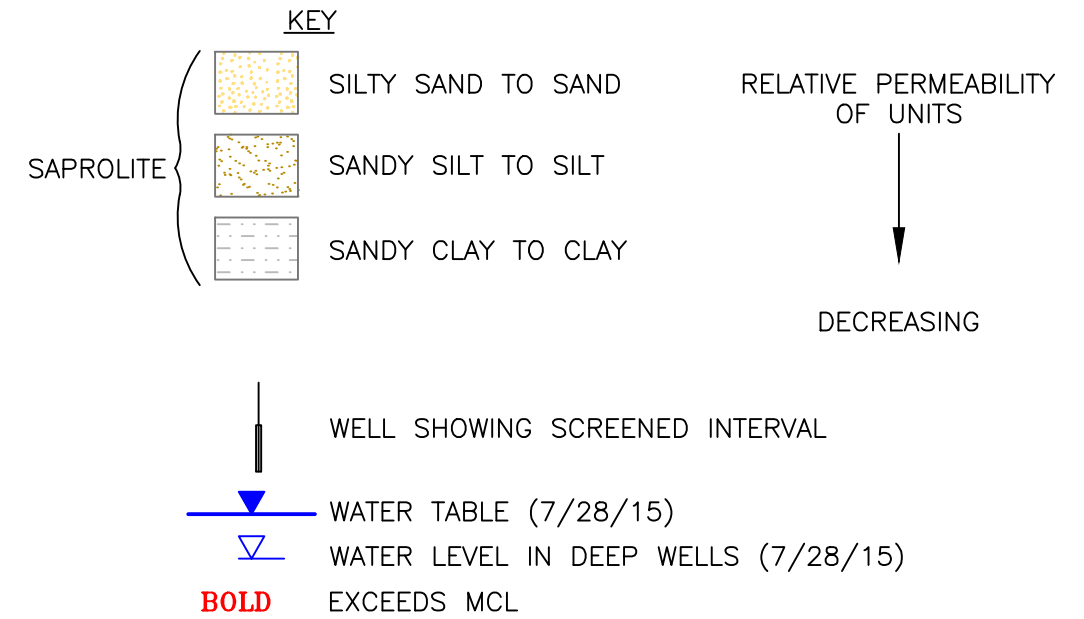 KEY
SAPROLITE
SILTY SAND TO SAND
SANDY SILT TO SILT
SANDY CLAY TO CLAY
RELATIVE PERMEABILITY
OF UNITS
DECREASING
WELL SHOWING SCREENED INTERVAL
WATER TABLE (7/28/15)
WATER LEVEL IN DEEP WELLS (7/28/15)
BOLD EXCEEDS MCL